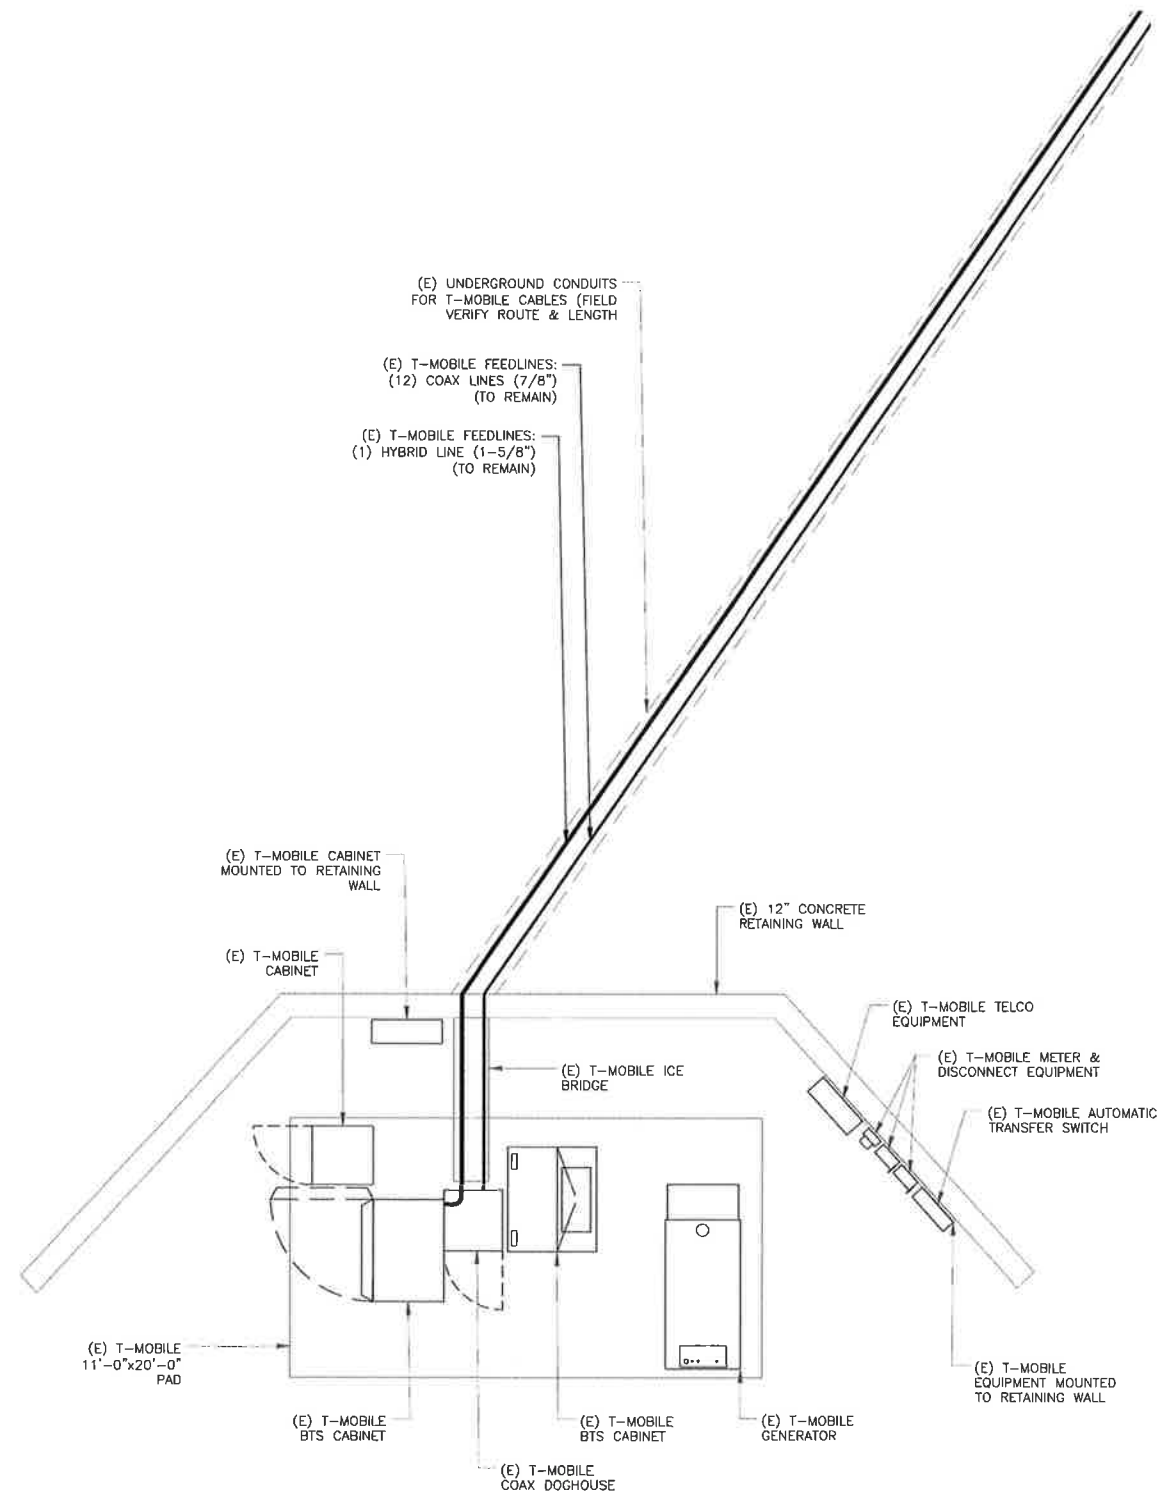 (E) UNDERGROUND CONDUITS
FOR T-MOBILE CABLES (FIELD
VERIFY ROUTE & LENGTH
(E) T-MOBILE FEEDLINES:
(12) COAX LINES (7/8")
(TO REMAIN)
(E) T-MOBILE FEEDLINES:
(1) HYBRID LINE (1-5/8")
(TO REMAIN)
(E) T-MOBILE CABINET
MOUNTED TO RETAINING
WALL
(E) 12" CONCRETE
RETAINING WALL
(E) T-MOBILE
CABINET
(E) T-MOBILE TELCO
EQUIPMENT
(E) T-MOBILE METER &
DISCONNECT EQUIPMENT
(E) T-MOBILE ICE
BRIDGE
(E) T-MOBILE AUTOMATIC
TRANSFER SWITCH
(E) T-MOBILE
11'-0"x20'-0"
PAD
(E) T-MOBILE
EQUIPMENT MOUNTED
TO RETAINING WALL
(E) T-MOBILE
BTS CABINET
(E) T-MOBILE
BTS CABINET
(E) T-MOBILE
GENERATOR
(E) T-MOBILE
COAX DOGHOUSE